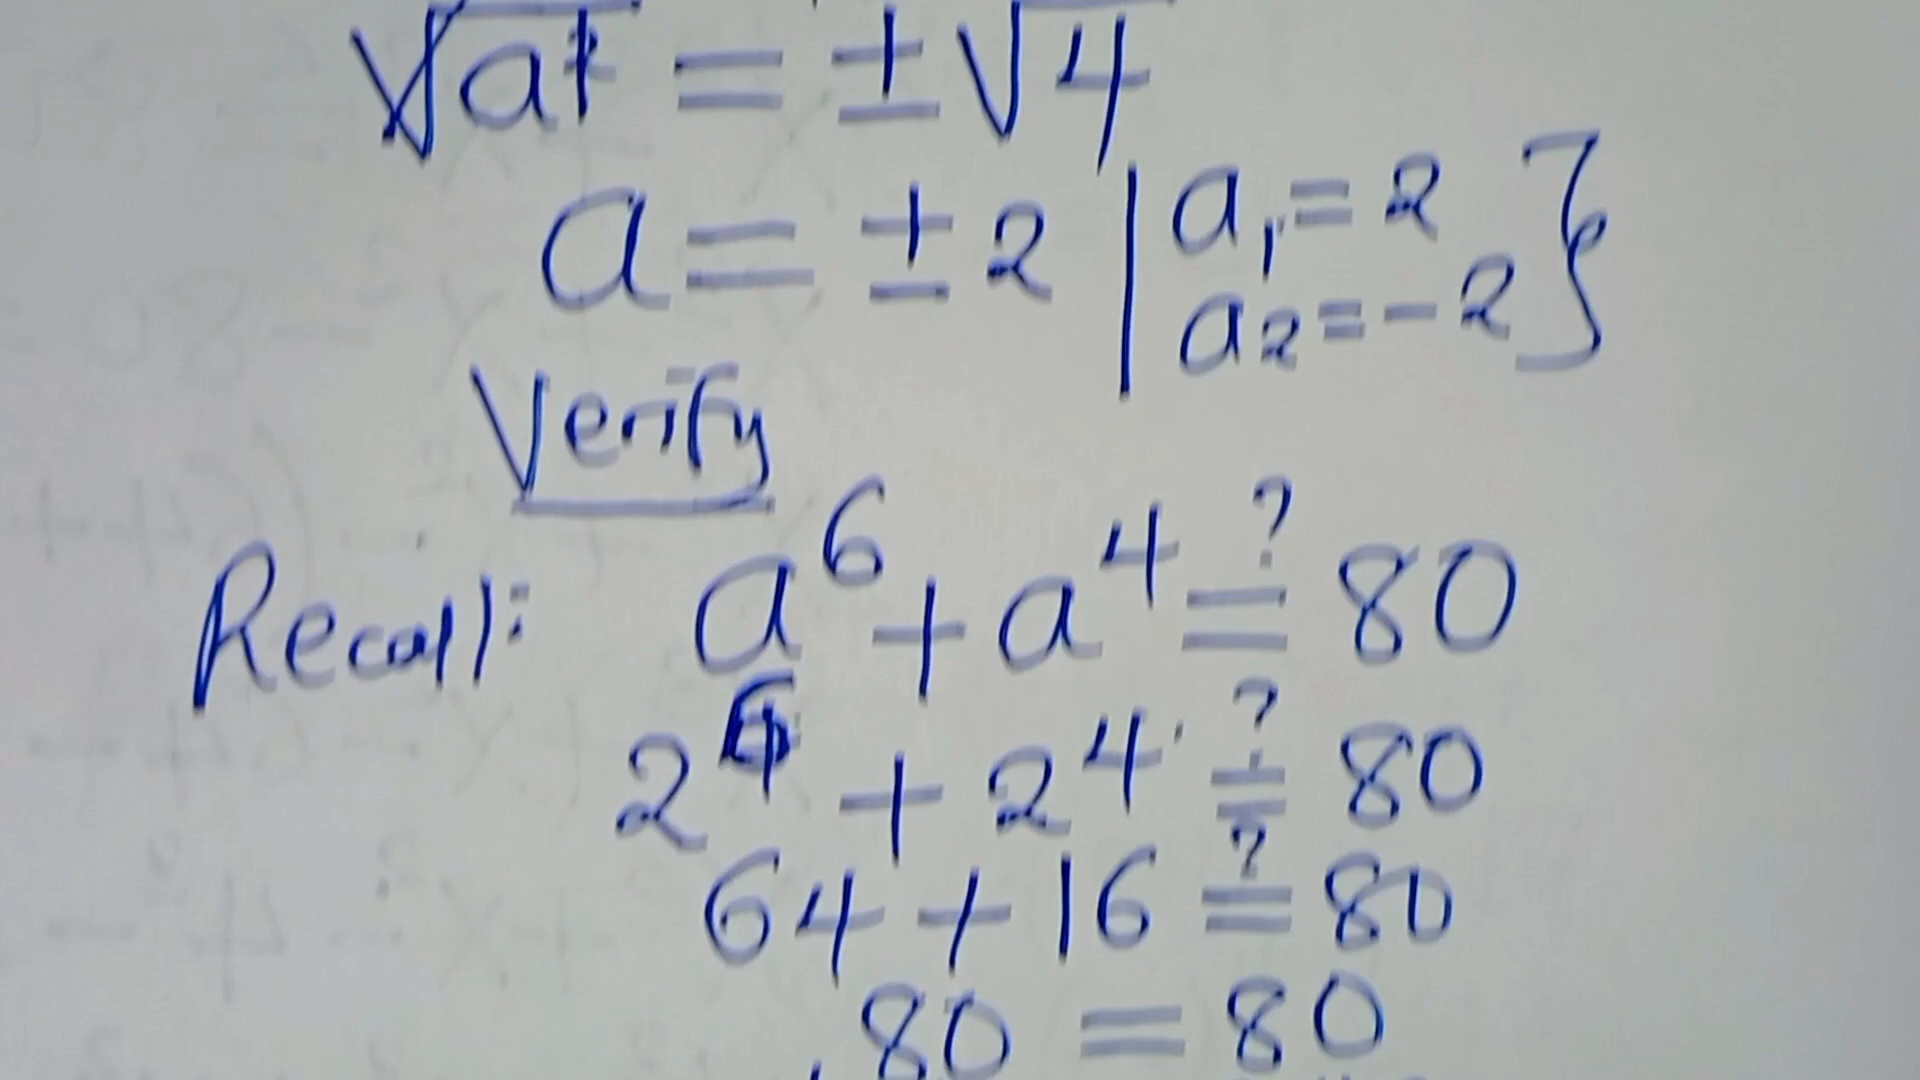 √a² = ±√4
a = ±2 | a₁ = 2
a₂ = -2 }
Verify
Recall: a⁶ + a⁴ ≟ 80
2⁶ + 2⁴ ≟ 80
64 + 16 ≟ 80
80 = 80